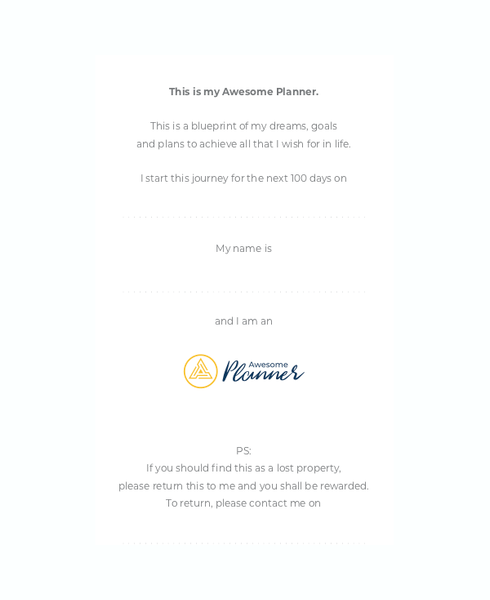 This is my Awesome Planner.
This is a blueprint of my dreams, goals
and plans to achieve all that I wish for in life.
I start this journey for the next 100 days on
My name is
and I am an
Awesome
Planner
PS:
If you should find this as a lost property,
please return this to me and you shall be rewarded.
To return, please contact me on